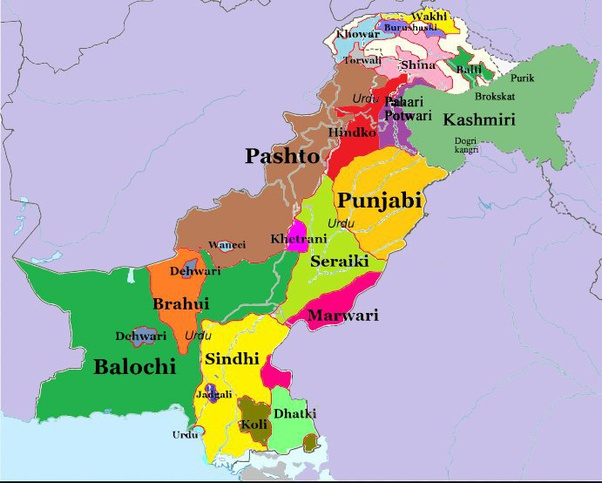 Wakhi
Burushaski
Khowar
Torwali
Shina
Balti
Purik
Brokskat
Urdu
Pahari
Potwari
Kashmiri
Hindko
Dogri
kangri
Pashto
Punjabi
Urdu
Khetrani
Waneci
Seraiki
Dehwari
Brahui
Marwari
Dehwari
Urdu
Sindhi
Balochi
Jadgali
Dhatki
Koli
Urdu